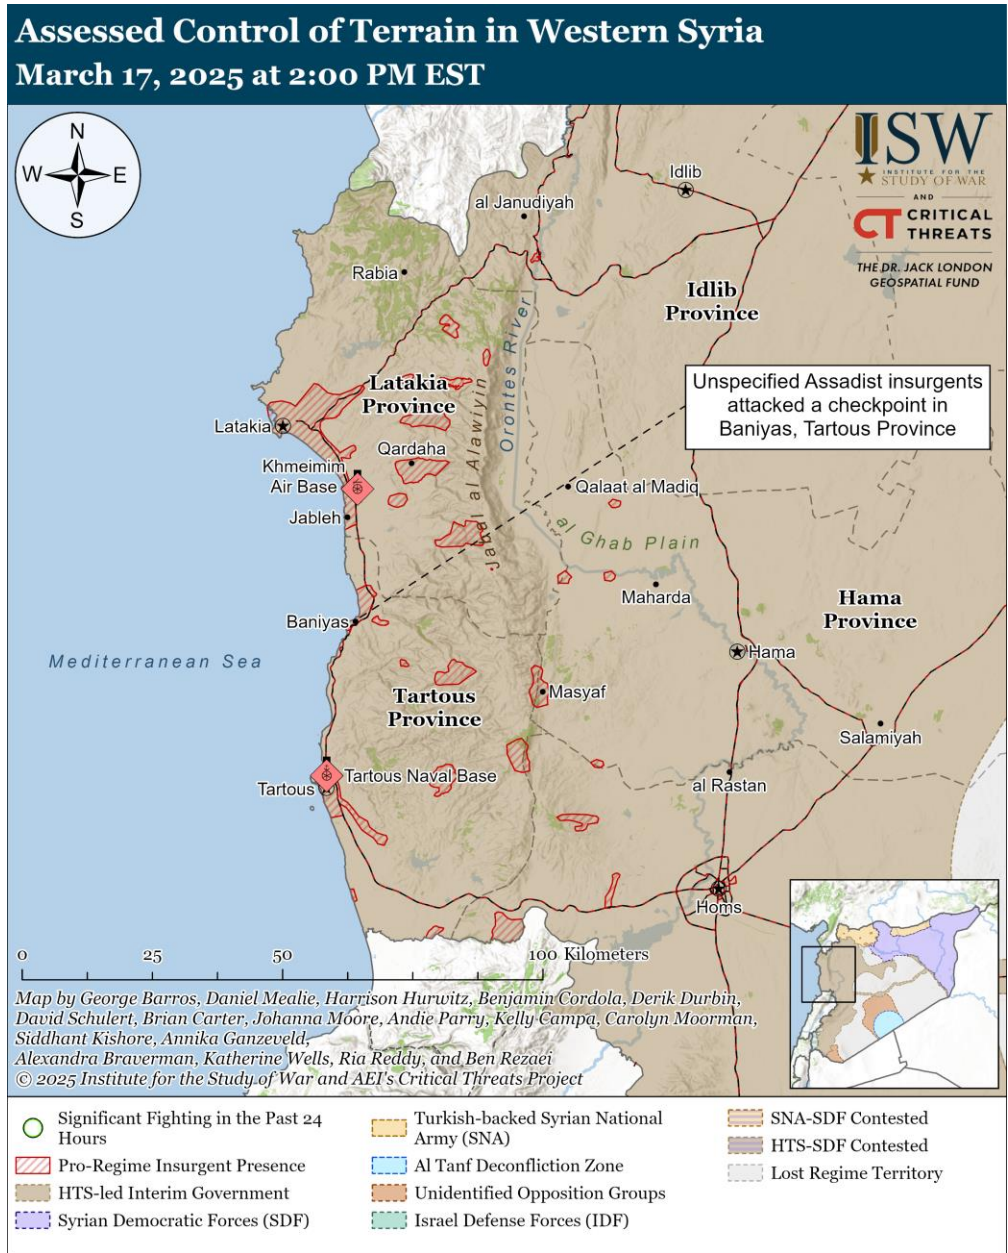 Assessed Control of Terrain in Western Syria
March 17, 2025 at 2:00 PM EST
N
W
E
S
ISW
INSTITUTE FOR THE
STUDY OF WAR
AND
CT CRITICAL
THREATS
THE DR. JACK LONDON
GEOSPATIAL FUND
Idlib
al Janudiyah
Rabia
Idlib
Province
Orontes River
Unspecified Assadist insurgents
attacked a checkpoint in
Baniyas, Tartous Province
Latakia
Province
Latakia
Qardaha
Jabal al Alawiyin
Khmeimim
Air Base
Qalaat al Madiq
Jableh
al Ghab Plain
Maharda
Hama
Province
Baniyas
Hama
Mediterranean Sea
Tartous
Province
Masyaf
Salamiyah
Tartous Naval Base
Tartous
al Rastan
Homs
0
25
50
100 Kilometers
Map by George Barros, Daniel Mealie, Harrison Hurwitz, Benjamin Cordola, Derik Durbin,
David Schulert, Brian Carter, Johanna Moore, Andie Parry, Kelly Campa, Carolyn Moorman,
Siddhant Kishore, Annika Ganzeveld,
Alexandra Braverman, Katherine Wells, Ria Reddy, and Ben Rezaei
© 2025 Institute for the Study of War and AEI's Critical Threats Project
Significant Fighting in the Past 24
Hours
Pro-Regime Insurgent Presence
HTS-led Interim Government
Syrian Democratic Forces (SDF)
Turkish-backed Syrian National
Army (SNA)
Al Tanf Deconfliction Zone
Unidentified Opposition Groups
Israel Defense Forces (IDF)
SNA-SDF Contested
HTS-SDF Contested
Lost Regime Territory